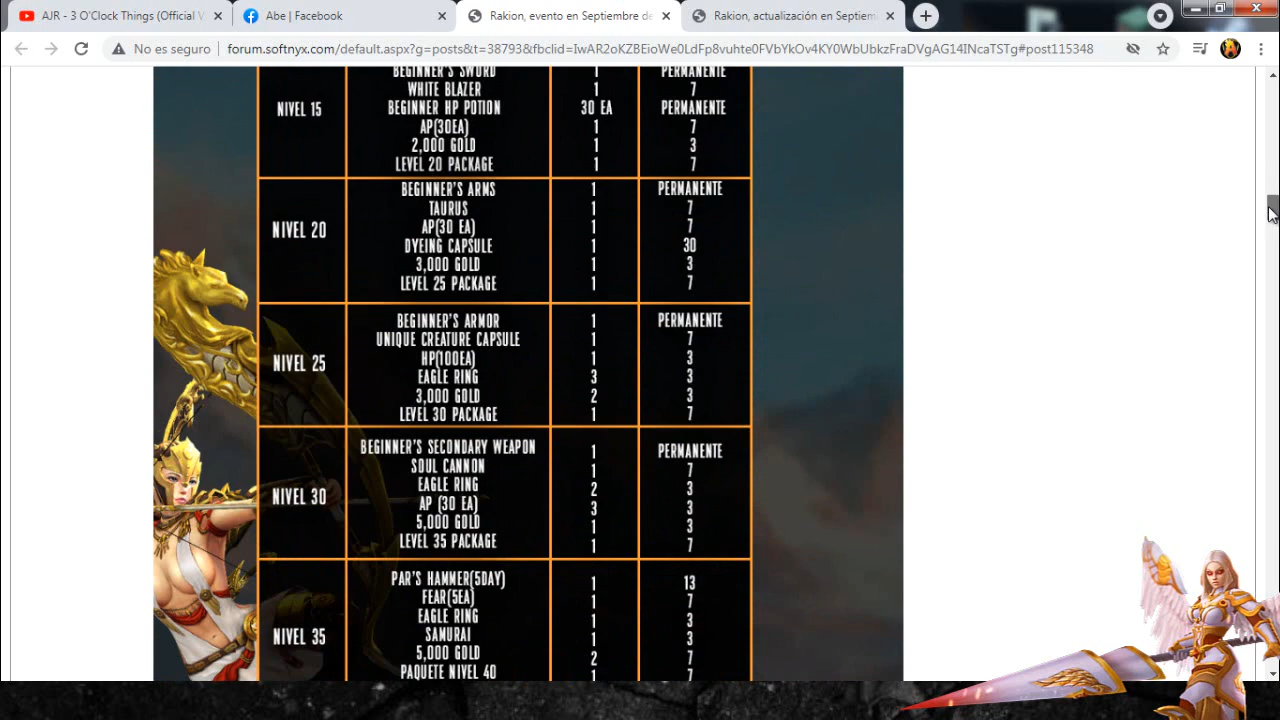 AJR - 3 O'Clock Things (Official V
Abe | Facebook
Rakion, evento en Septiembre de
Rakion, actualización en Septiem
No es seguro
forum.softnyx.com/default.aspx?g=posts&t=38793&fbclid=IwAR2oKZBEioWe0LdFp8vuhte0FVbYkOv4KY0WbUbkzFraDVgAG14INcaTSTg#post115348
BEGINNER'S SWORD 1 PERMANENTE
WHITE BLAZER 1 7
NIVEL 15
BEGINNER HP POTION 30 EA PERMANENTE
AP(30EA) 1 7
2,000 GOLD 1 3
LEVEL 20 PACKAGE 1 7
BEGINNER'S ARMS 1 PERMANENTE
TAURUS 1 7
NIVEL 20
AP(30 EA) 1 7
DYEING CAPSULE 1 30
3,000 GOLD 1 3
LEVEL 25 PACKAGE 1 7
BEGINNER'S ARMOR 1 PERMANENTE
UNIQUE CREATURE CAPSULE 1 7
NIVEL 25
HP(100EA) 1 3
EAGLE RING 3 3
3,000 GOLD 2 3
LEVEL 30 PACKAGE 1 7
BEGINNER'S SECONDARY WEAPON 1 PERMANENTE
SOUL CANNON 1 7
NIVEL 30
EAGLE RING 2 3
AP (30 EA) 3 3
5,000 GOLD 1 3
LEVEL 35 PACKAGE 1 7
PAR'S HAMMER(5DAY) 1 13
FEAR(5EA) 1 7
NIVEL 35
EAGLE RING 1 3
SAMURAI 1 3
5,000 GOLD 2 7
PAQUETE NIVEL 40 1 7